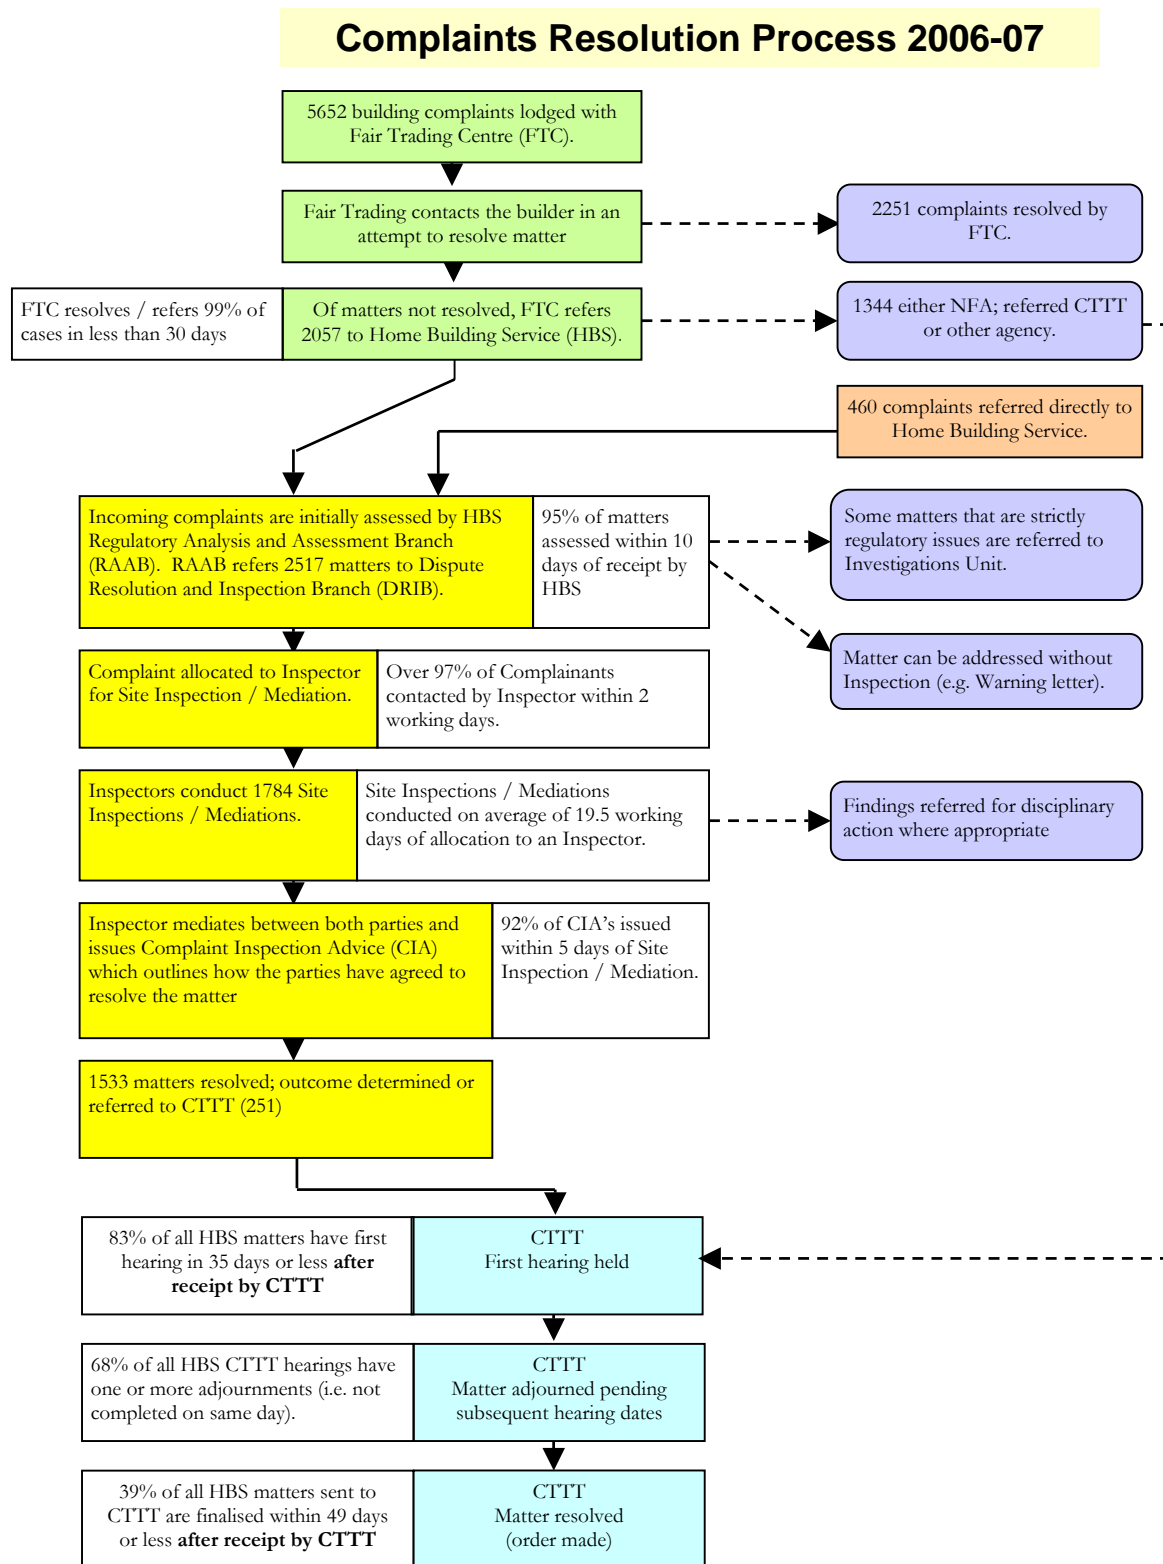 Complaints Resolution Process 2006-07
5652 building complaints lodged with
Fair Trading Centre (FTC).
Fair Trading contacts the builder in an
attempt to resolve matter
2251 complaints resolved by
FTC.
FTC resolves / refers 99% of
cases in less than 30 days
Of matters not resolved, FTC refers
2057 to Home Building Service (HBS).
1344 either NFA; referred CTTT
or other agency.
460 complaints referred directly to
Home Building Service.
Incoming complaints are initially assessed by HBS
Regulatory Analysis and Assessment Branch
(RAAB).  RAAB refers 2517 matters to Dispute
Resolution and Inspection Branch (DRIB).
95% of matters
assessed within 10
days of receipt by
HBS
Some matters that are strictly
regulatory issues are referred to
Investigations Unit.
Matter can be addressed without
Inspection (e.g. Warning letter).
Complaint allocated to Inspector
for Site Inspection / Mediation.
Over 97% of Complainants
contacted by Inspector within 2
working days.
Inspectors conduct 1784 Site
Inspections / Mediations.
Site Inspections / Mediations
conducted on average of 19.5 working
days of allocation to an Inspector.
Findings referred for disciplinary
action where appropriate
Inspector mediates between both parties and
issues Complaint Inspection Advice (CIA)
which outlines how the parties have agreed to
resolve the matter
92% of CIA's issued
within 5 days of Site
Inspection / Mediation.
1533 matters resolved; outcome determined or
referred to CTTT (251)
83% of all HBS matters have first
hearing in 35 days or less after
receipt by CTTT
CTTT
First hearing held
68% of all HBS CTTT hearings have
one or more adjournments (i.e. not
completed on same day).
CTTT
Matter adjourned pending
subsequent hearing dates
39% of all HBS matters sent to
CTTT are finalised within 49 days
or less after receipt by CTTT
CTTT
Matter resolved
(order made)